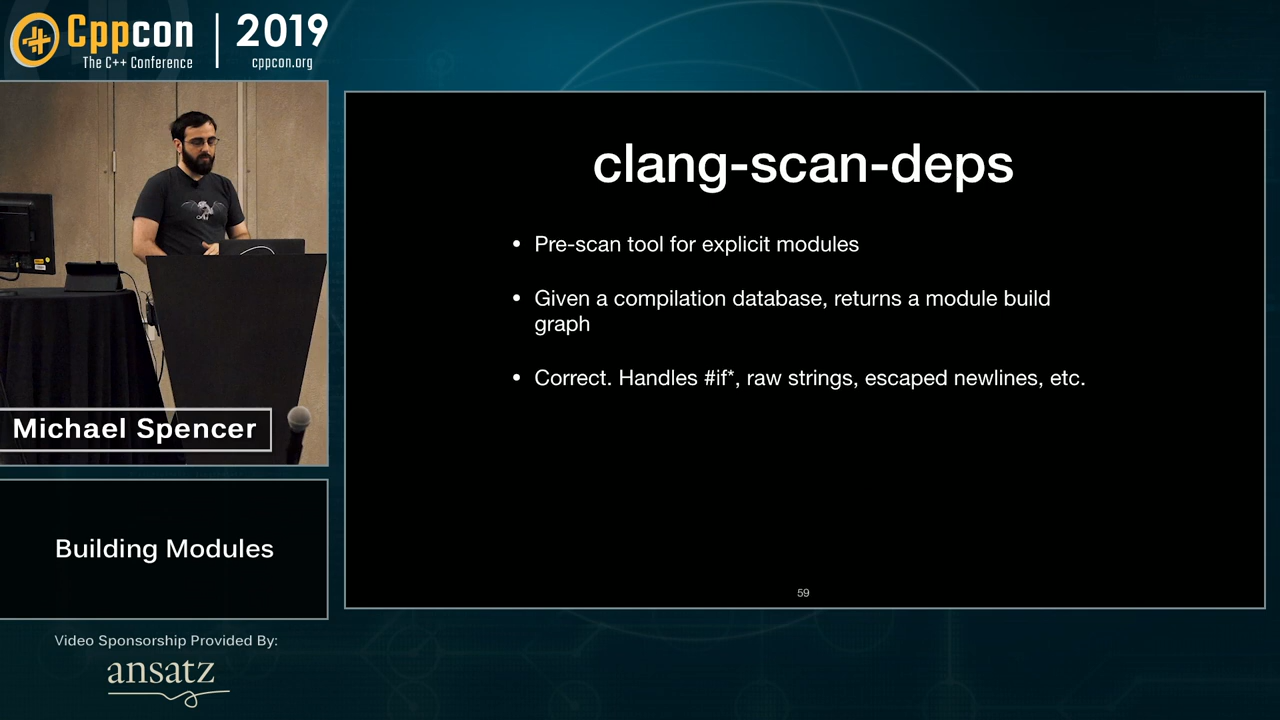 Cppcon
The C++ Conference
2019
cppcon.org
Michael Spencer
Building Modules
Video Sponsorship Provided By:
ansatz
clang-scan-deps
• Pre-scan tool for explicit modules
• Given a compilation database, returns a module build
graph
• Correct. Handles #if*, raw strings, escaped newlines, etc.
59